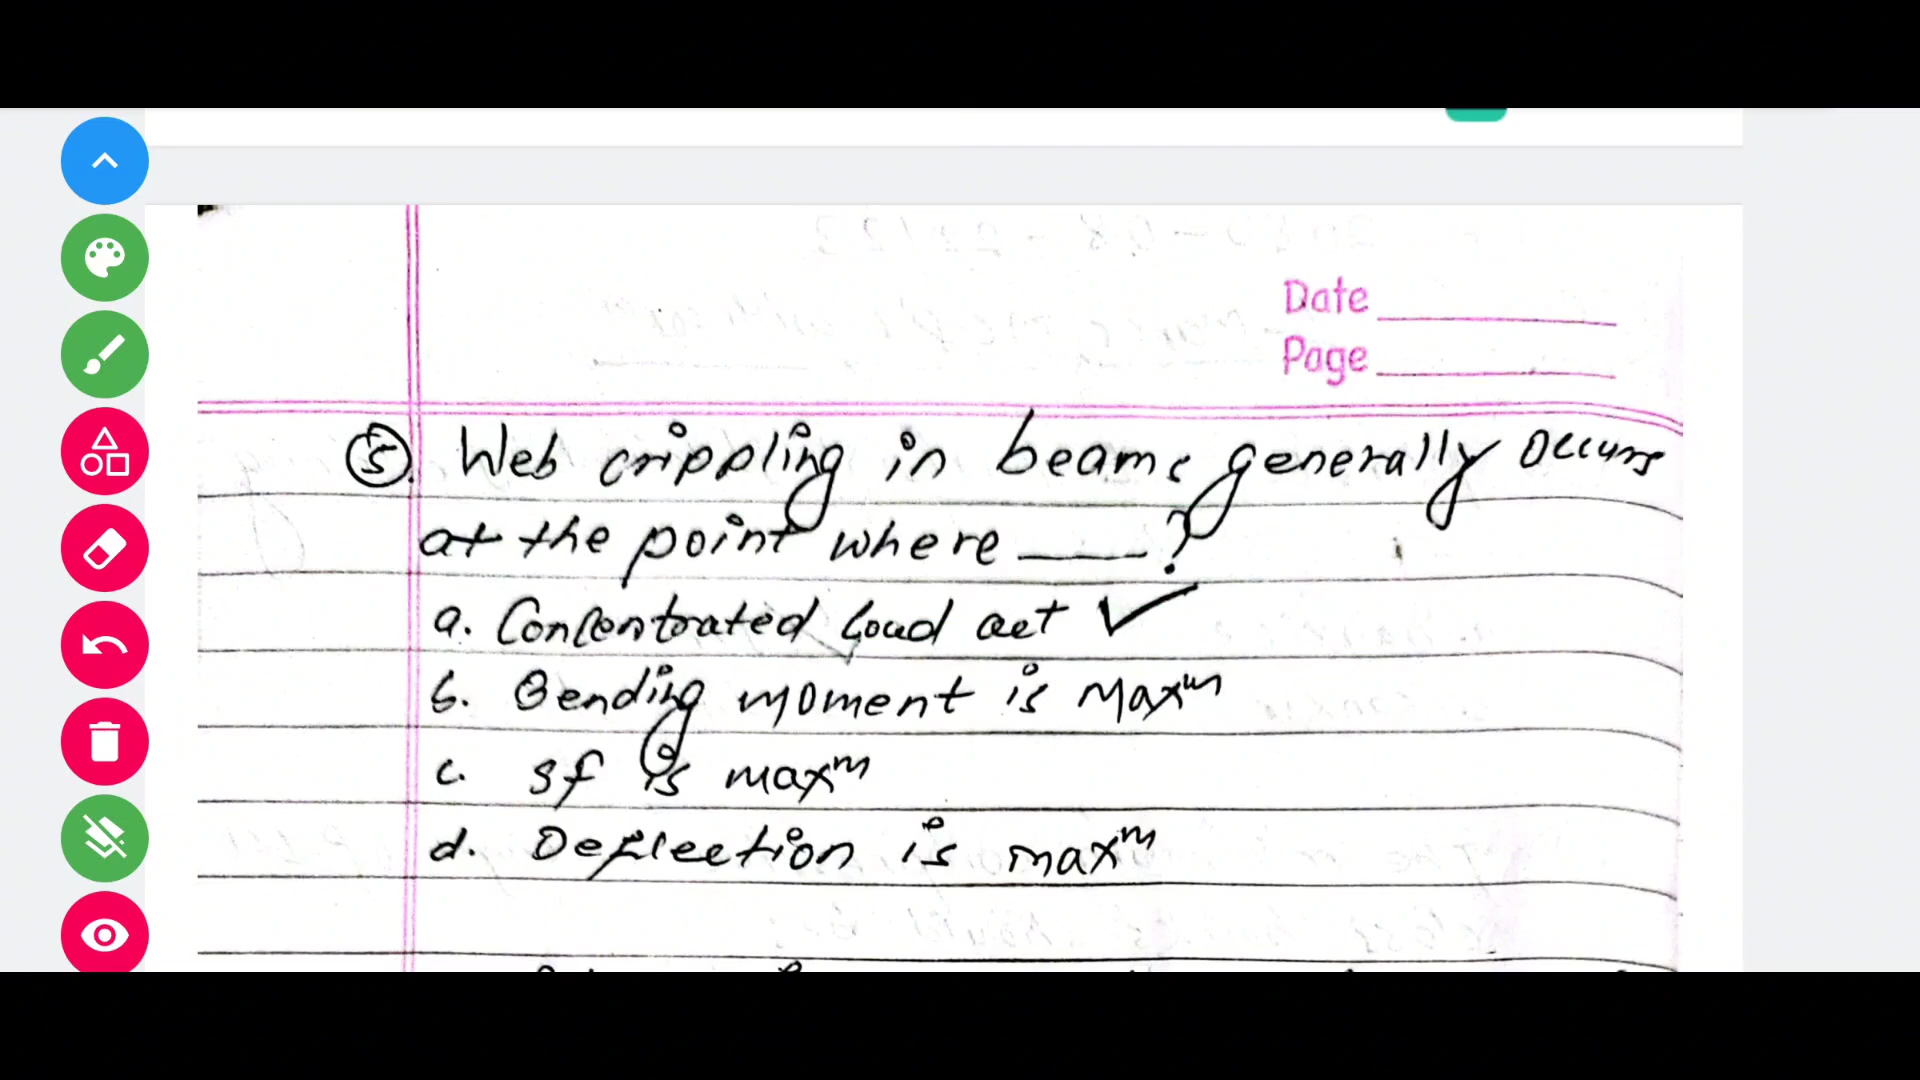 Date
Page
5. Web crippling in beams generally occurs
at the point where ____?
a. Concentrated load act ✓
b. Bending moment is Maxᵐ
c. sf is maxᵐ
d. Deflection is maxᵐ